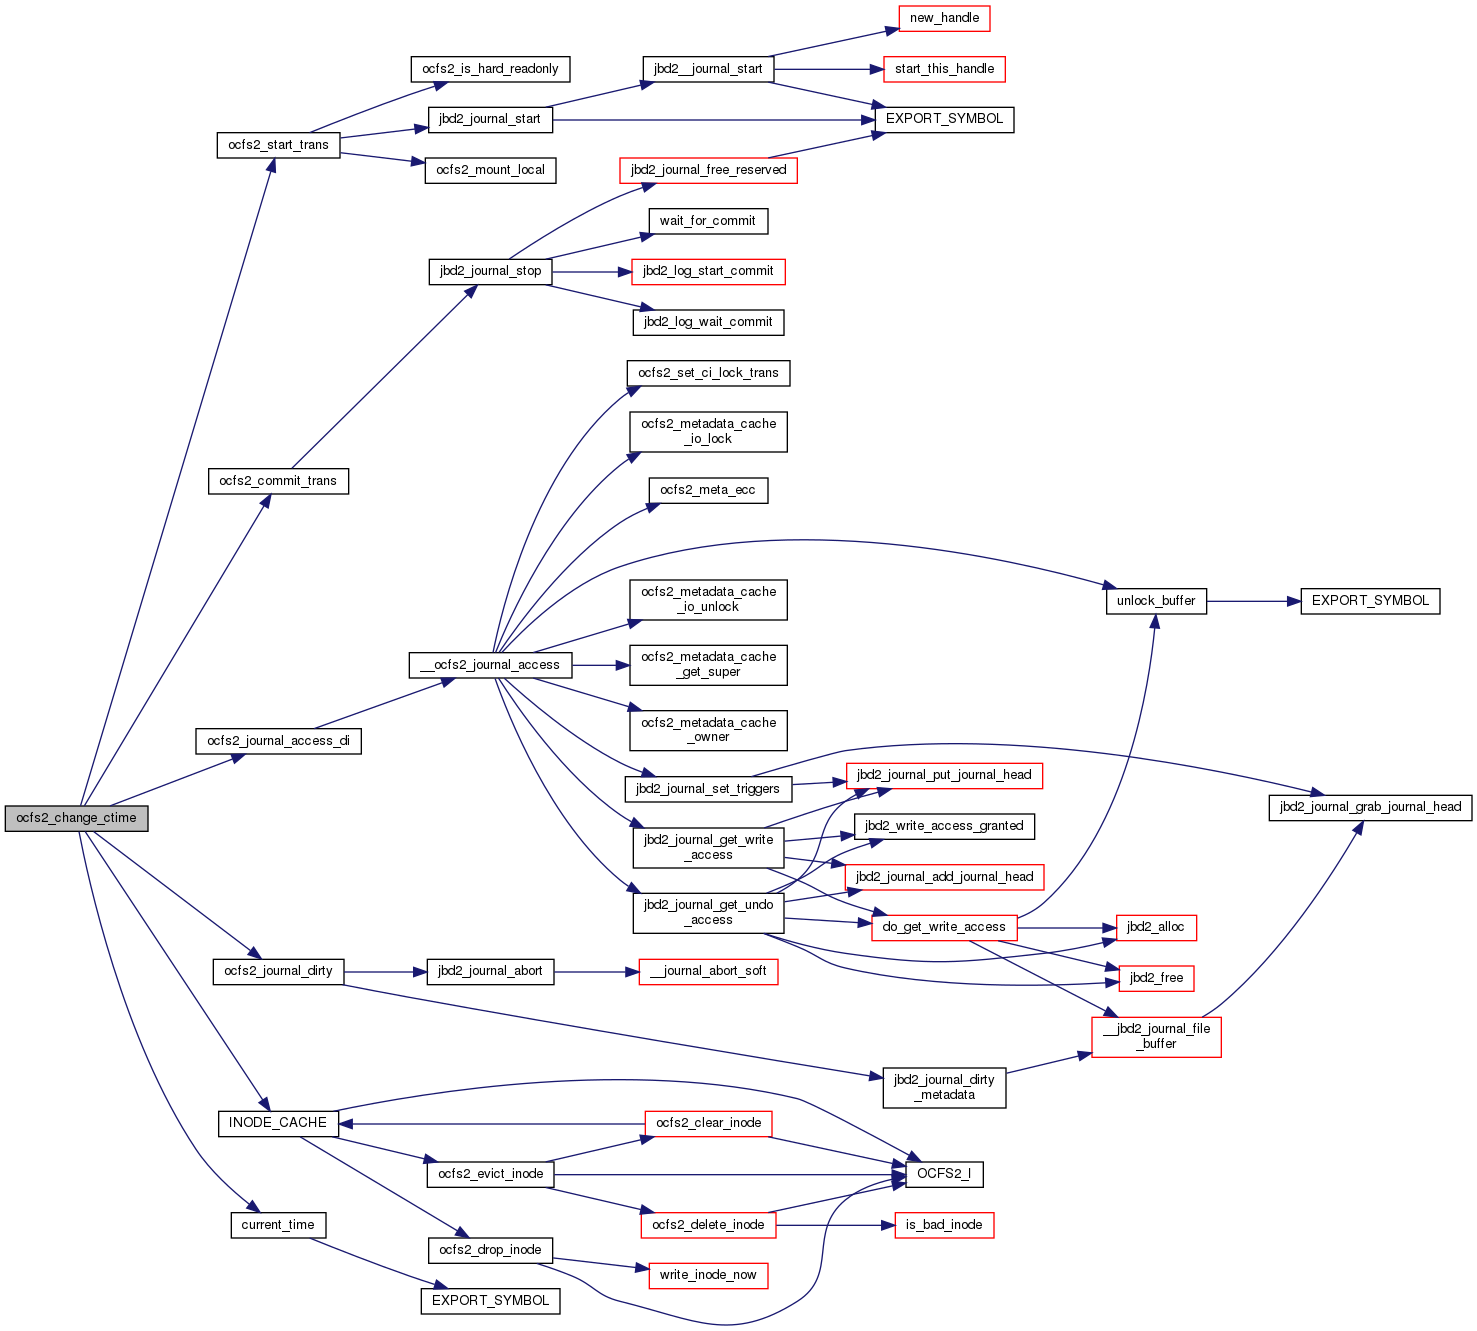 new_handle
ocfs2_is_hard_readonly
jbd2__journal_start
start_this_handle
jbd2_journal_start
EXPORT_SYMBOL
ocfs2_start_trans
ocfs2_mount_local
jbd2_journal_free_reserved
wait_for_commit
jbd2_journal_stop
jbd2_log_start_commit
jbd2_log_wait_commit
ocfs2_set_ci_lock_trans
ocfs2_metadata_cache
_io_lock
ocfs2_commit_trans
ocfs2_meta_ecc
ocfs2_metadata_cache
_io_unlock
unlock_buffer
EXPORT_SYMBOL
__ocfs2_journal_access
ocfs2_metadata_cache
_get_super
ocfs2_metadata_cache
_owner
ocfs2_journal_access_di
jbd2_journal_set_triggers
jbd2_journal_put_journal_head
jbd2_journal_grab_journal_head
ocfs2_change_ctime
jbd2_journal_get_write
_access
jbd2_write_access_granted
jbd2_journal_add_journal_head
jbd2_journal_get_undo
_access
do_get_write_access
jbd2_alloc
ocfs2_journal_dirty
jbd2_journal_abort
__journal_abort_soft
jbd2_free
__jbd2_journal_file
_buffer
jbd2_journal_dirty
_metadata
INODE_CACHE
ocfs2_clear_inode
ocfs2_evict_inode
OCFS2_I
current_time
ocfs2_delete_inode
is_bad_inode
ocfs2_drop_inode
write_inode_now
EXPORT_SYMBOL